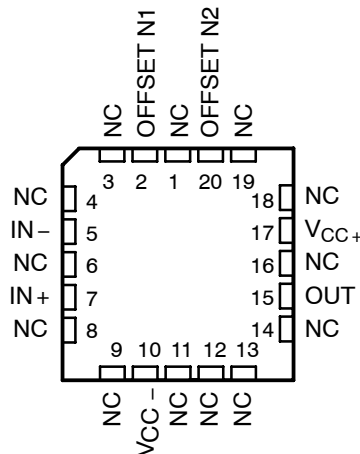 NC
OFFSET N1
NC
OFFSET N2
NC
3 2 1 20 19
NC 4
IN− 5
NC 6
IN+ 7
NC 8
18 NC
17 VCC+
16 NC
15 OUT
14 NC
9 10 11 12 13
NC
VCC−
NC
NC
NC